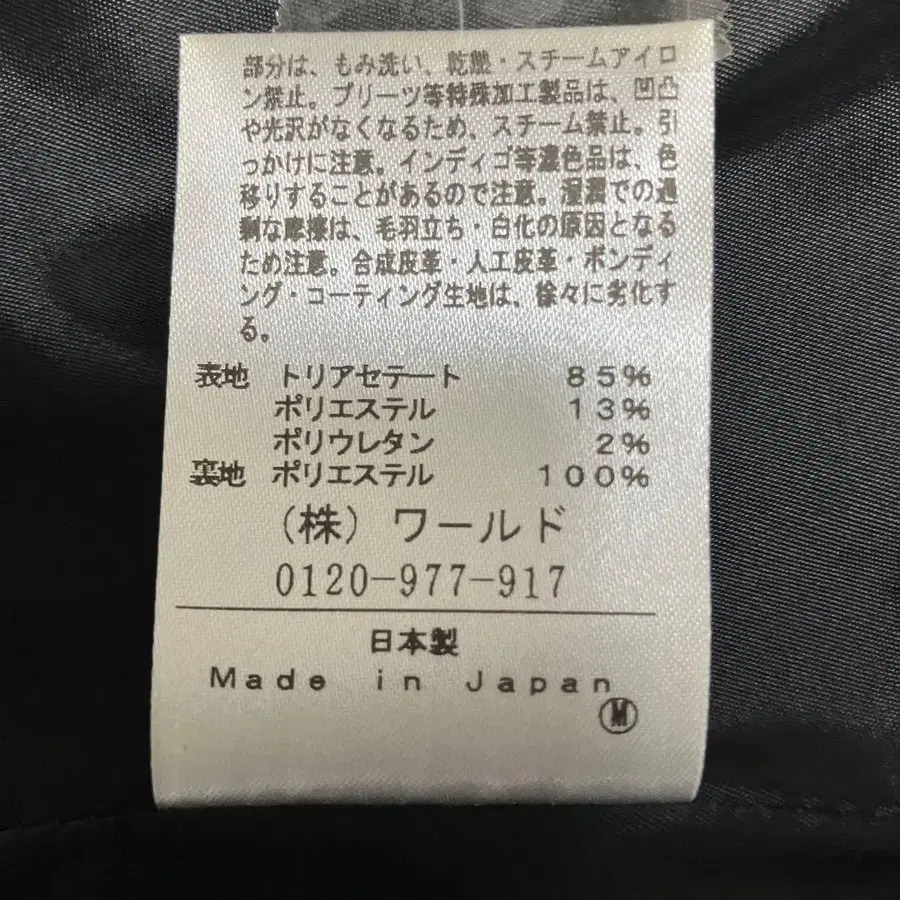 部分は、もみ洗い、乾燥・スチームアイロ
ン禁止。プリーツ等特殊加工製品は、凹凸
や光沢がなくなるため、スチーム禁止。引
っかけに注意。インディゴ等濃色品は、色
移りすることがあるので注意。湿潤での過
剰な摩擦は、毛羽立ち・白化の原因となる
ため注意。合成皮革・人工皮革・ボンディ
ング・コーティング生地は、徐々に劣化す
る。
表地 トリアセテート 85%
ポリエステル 13%
ポリウレタン 2%
裏地 ポリエステル 100%
(株)ワールド
0120-977-917
日本製
Made in Japan
Ⓜ